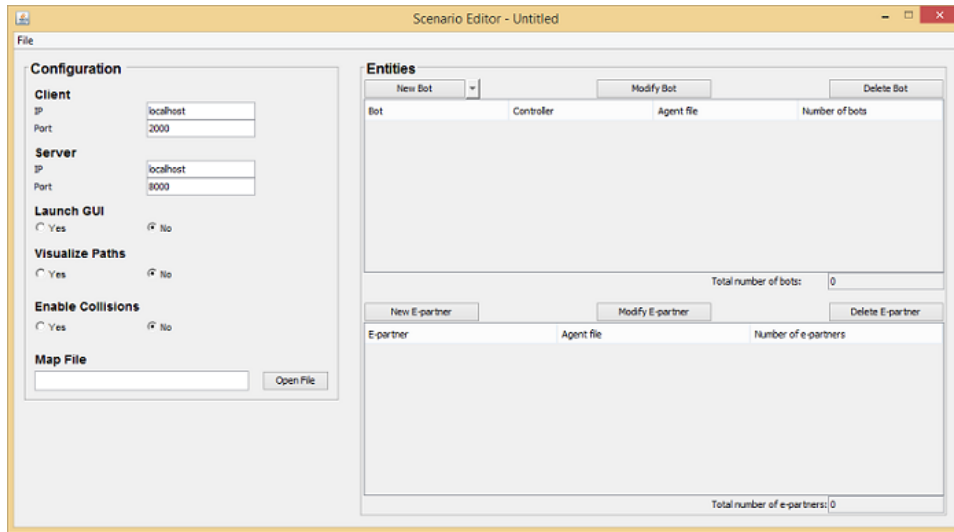 Scenario Editor - Untitled
File
Configuration
Client
IP localhost
Port 2000
Server
IP localhost
Port 8000
Launch GUI
Yes No
Visualize Paths
Yes No
Enable Collisions
Yes No
Map File
Open File
Entities
New Bot Modify Bot Delete Bot
Bot Controller Agent file Number of bots
Total number of bots: 0
New E-partner Modify E-partner Delete E-partner
E-partner Agent file Number of e-partners
Total number of e-partners: 0